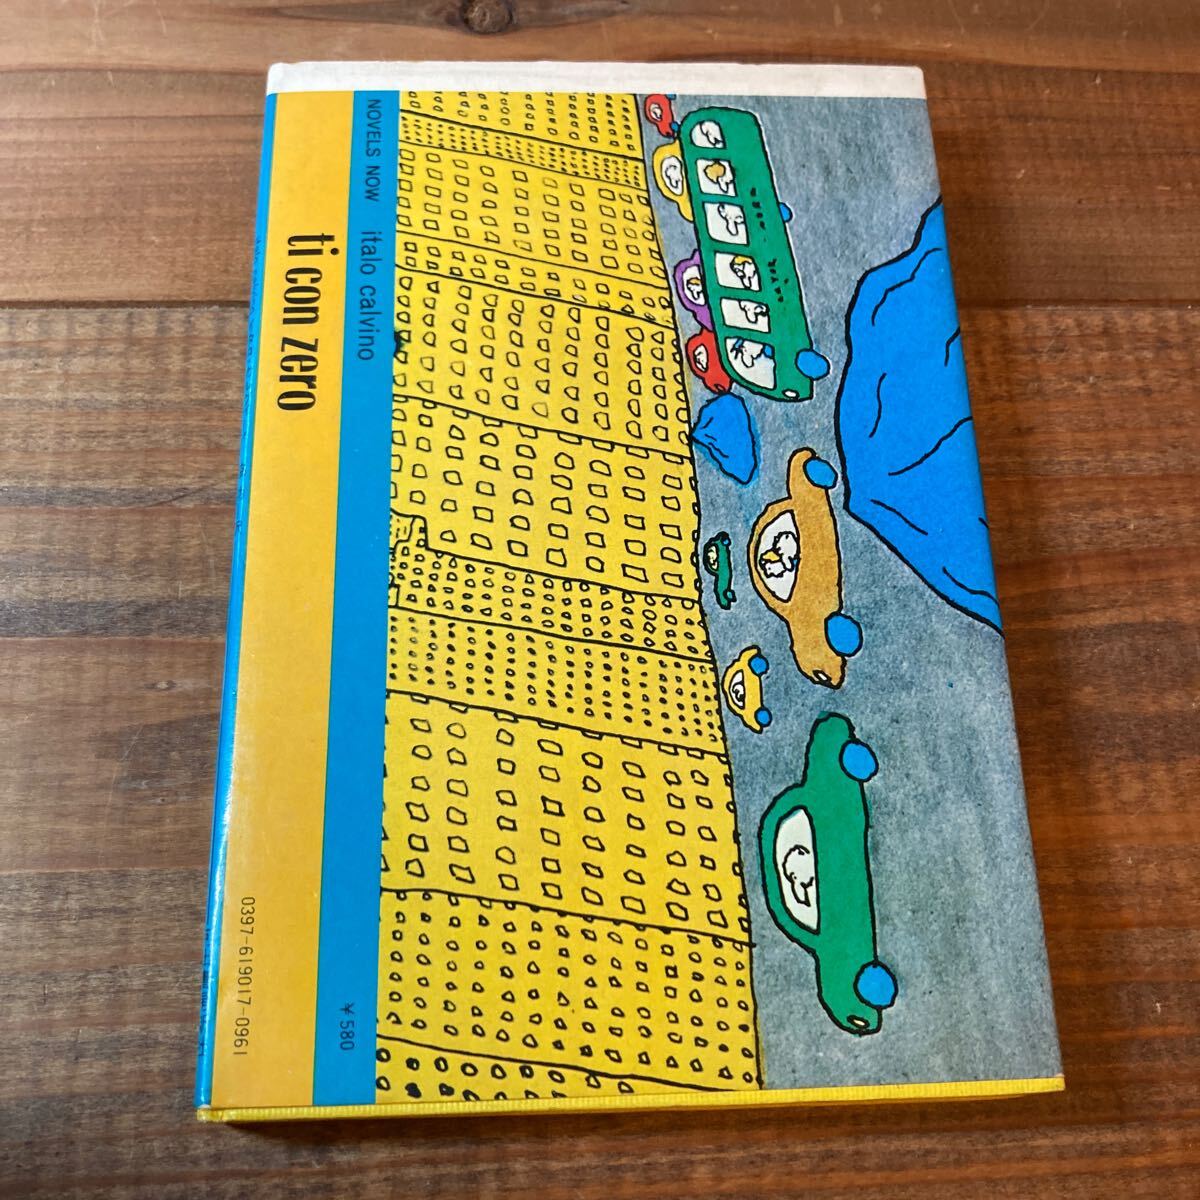 NOVELS NOW italo calvino
ti con zero
0397-619017-0961
¥580